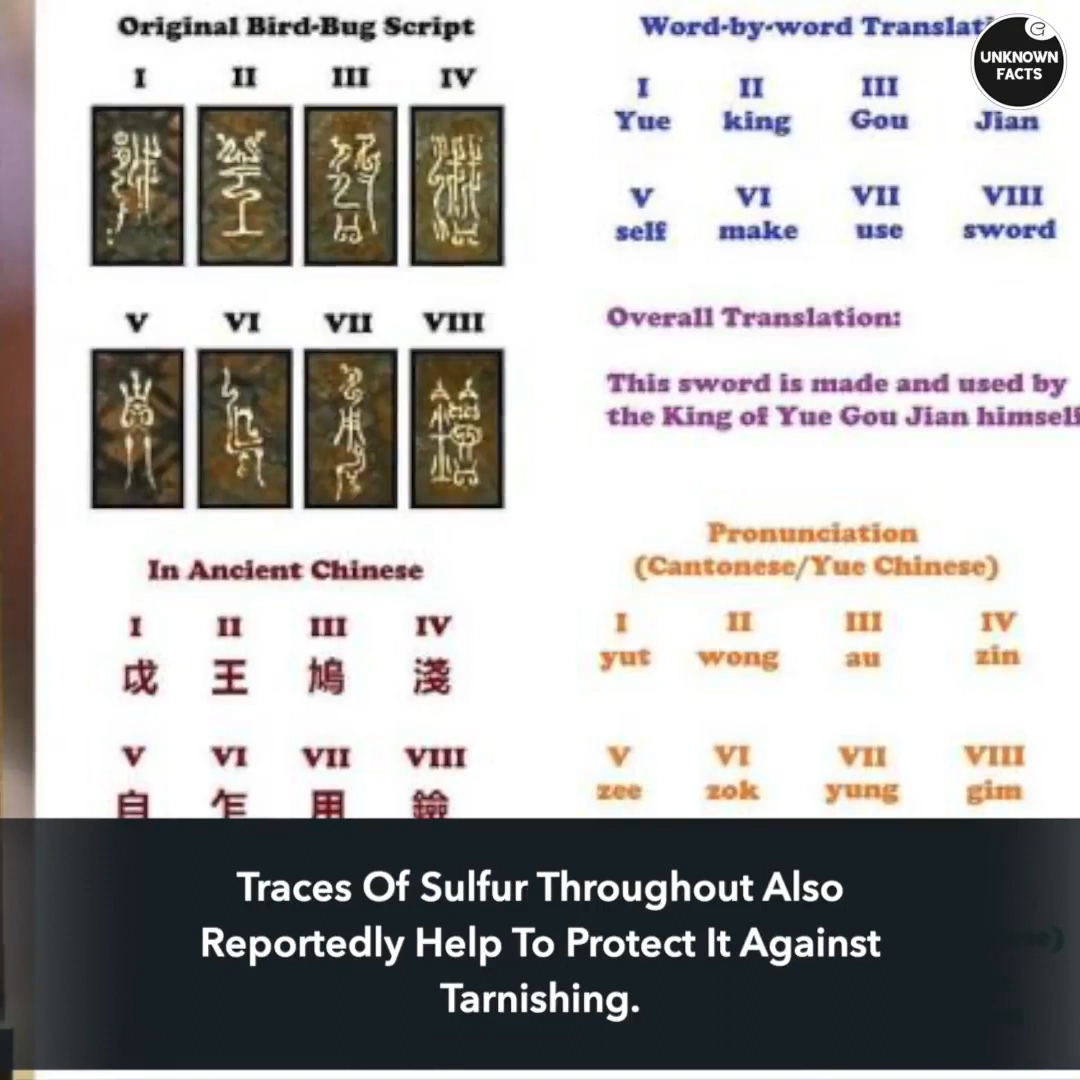 Original Bird-Bug Script
I II III IV
V VI VII VIII
In Ancient Chinese
I II III IV
戉 王 鳩 淺
V VI VII VIII
自 乍 用 鐱
Word-by-word
UNKNOWN
FACTS
I II III
Yue king Gou Jian
V VI VII VIII
self make use sword
Overall Translation:
This sword is made and used by
the King of Yue Gou Jian himself
Pronunciation
(Cantonese/Yue Chinese)
I II III IV
yut wong au zin
V VI VII VIII
zee zok yung gim
Traces Of Sulfur Throughout Also
Reportedly Help To Protect It Against
Tarnishing.